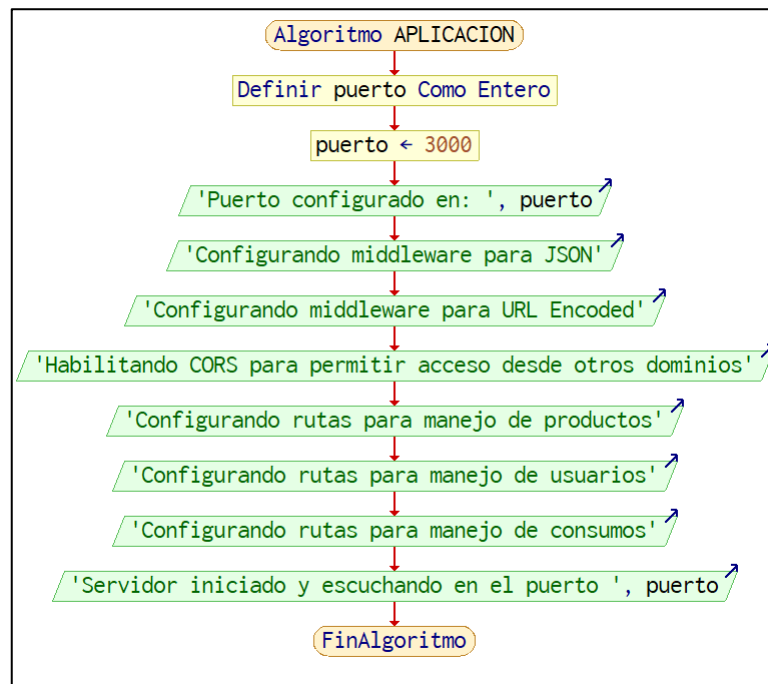 Algoritmo APLICACION
Definir puerto Como Entero
puerto ← 3000
'Puerto configurado en: ', puerto
'Configurando middleware para JSON'
'Configurando middleware para URL Encoded'
'Habilitando CORS para permitir acceso desde otros dominios'
'Configurando rutas para manejo de productos'
'Configurando rutas para manejo de usuarios'
'Configurando rutas para manejo de consumos'
'Servidor iniciado y escuchando en el puerto ', puerto
FinAlgoritmo